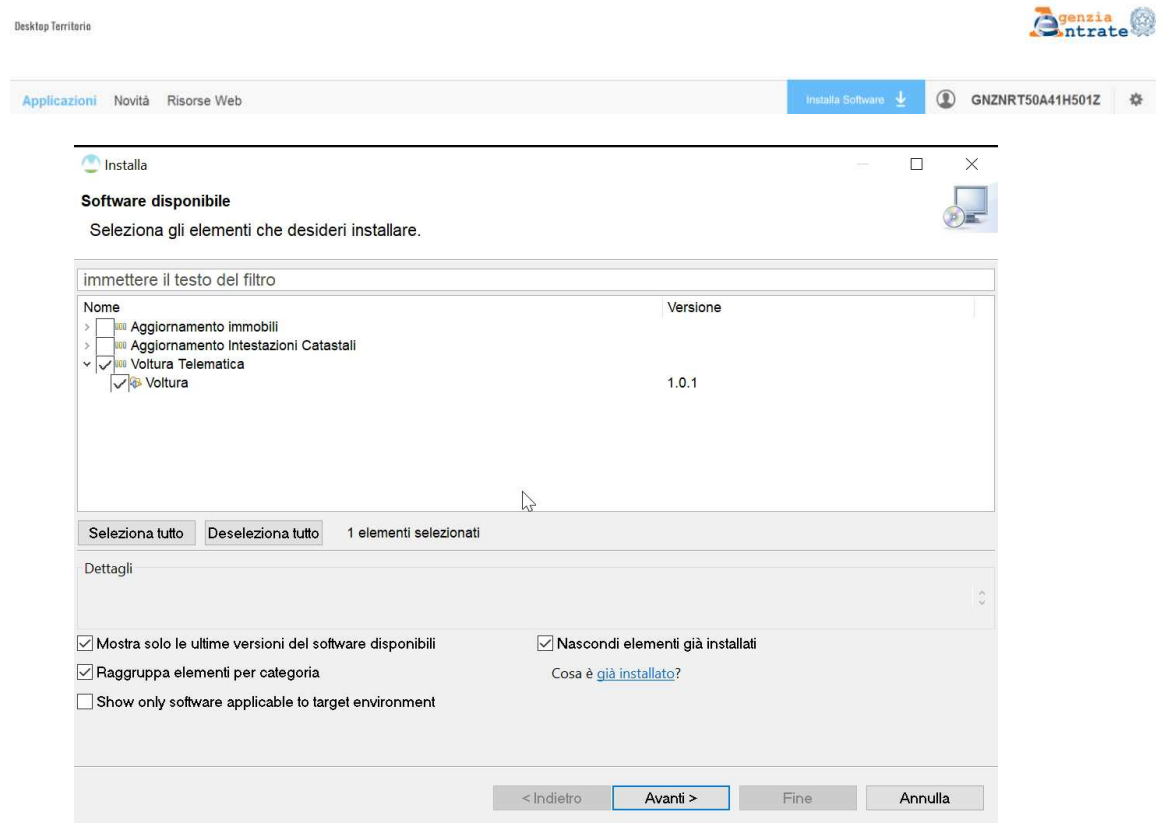 Desktop Territorio
Agenzia
Entrate
Applicazioni Novità Risorse Web Installa Software GNZNRT50A41H501Z
Installa
Software disponibile
Seleziona gli elementi che desideri installare.
immettere il testo del filtro
Nome Versione
Aggiornamento immobili
Aggiornamento Intestazioni Catastali
Voltura Telematica
Voltura 1.0.1
Seleziona tutto Deseleziona tutto 1 elementi selezionati
Dettagli
Mostra solo le ultime versioni del software disponibili Nascondi elementi già installati
Raggruppa elementi per categoria Cosa è già installato?
Show only software applicable to target environment
< Indietro Avanti > Fine Annulla